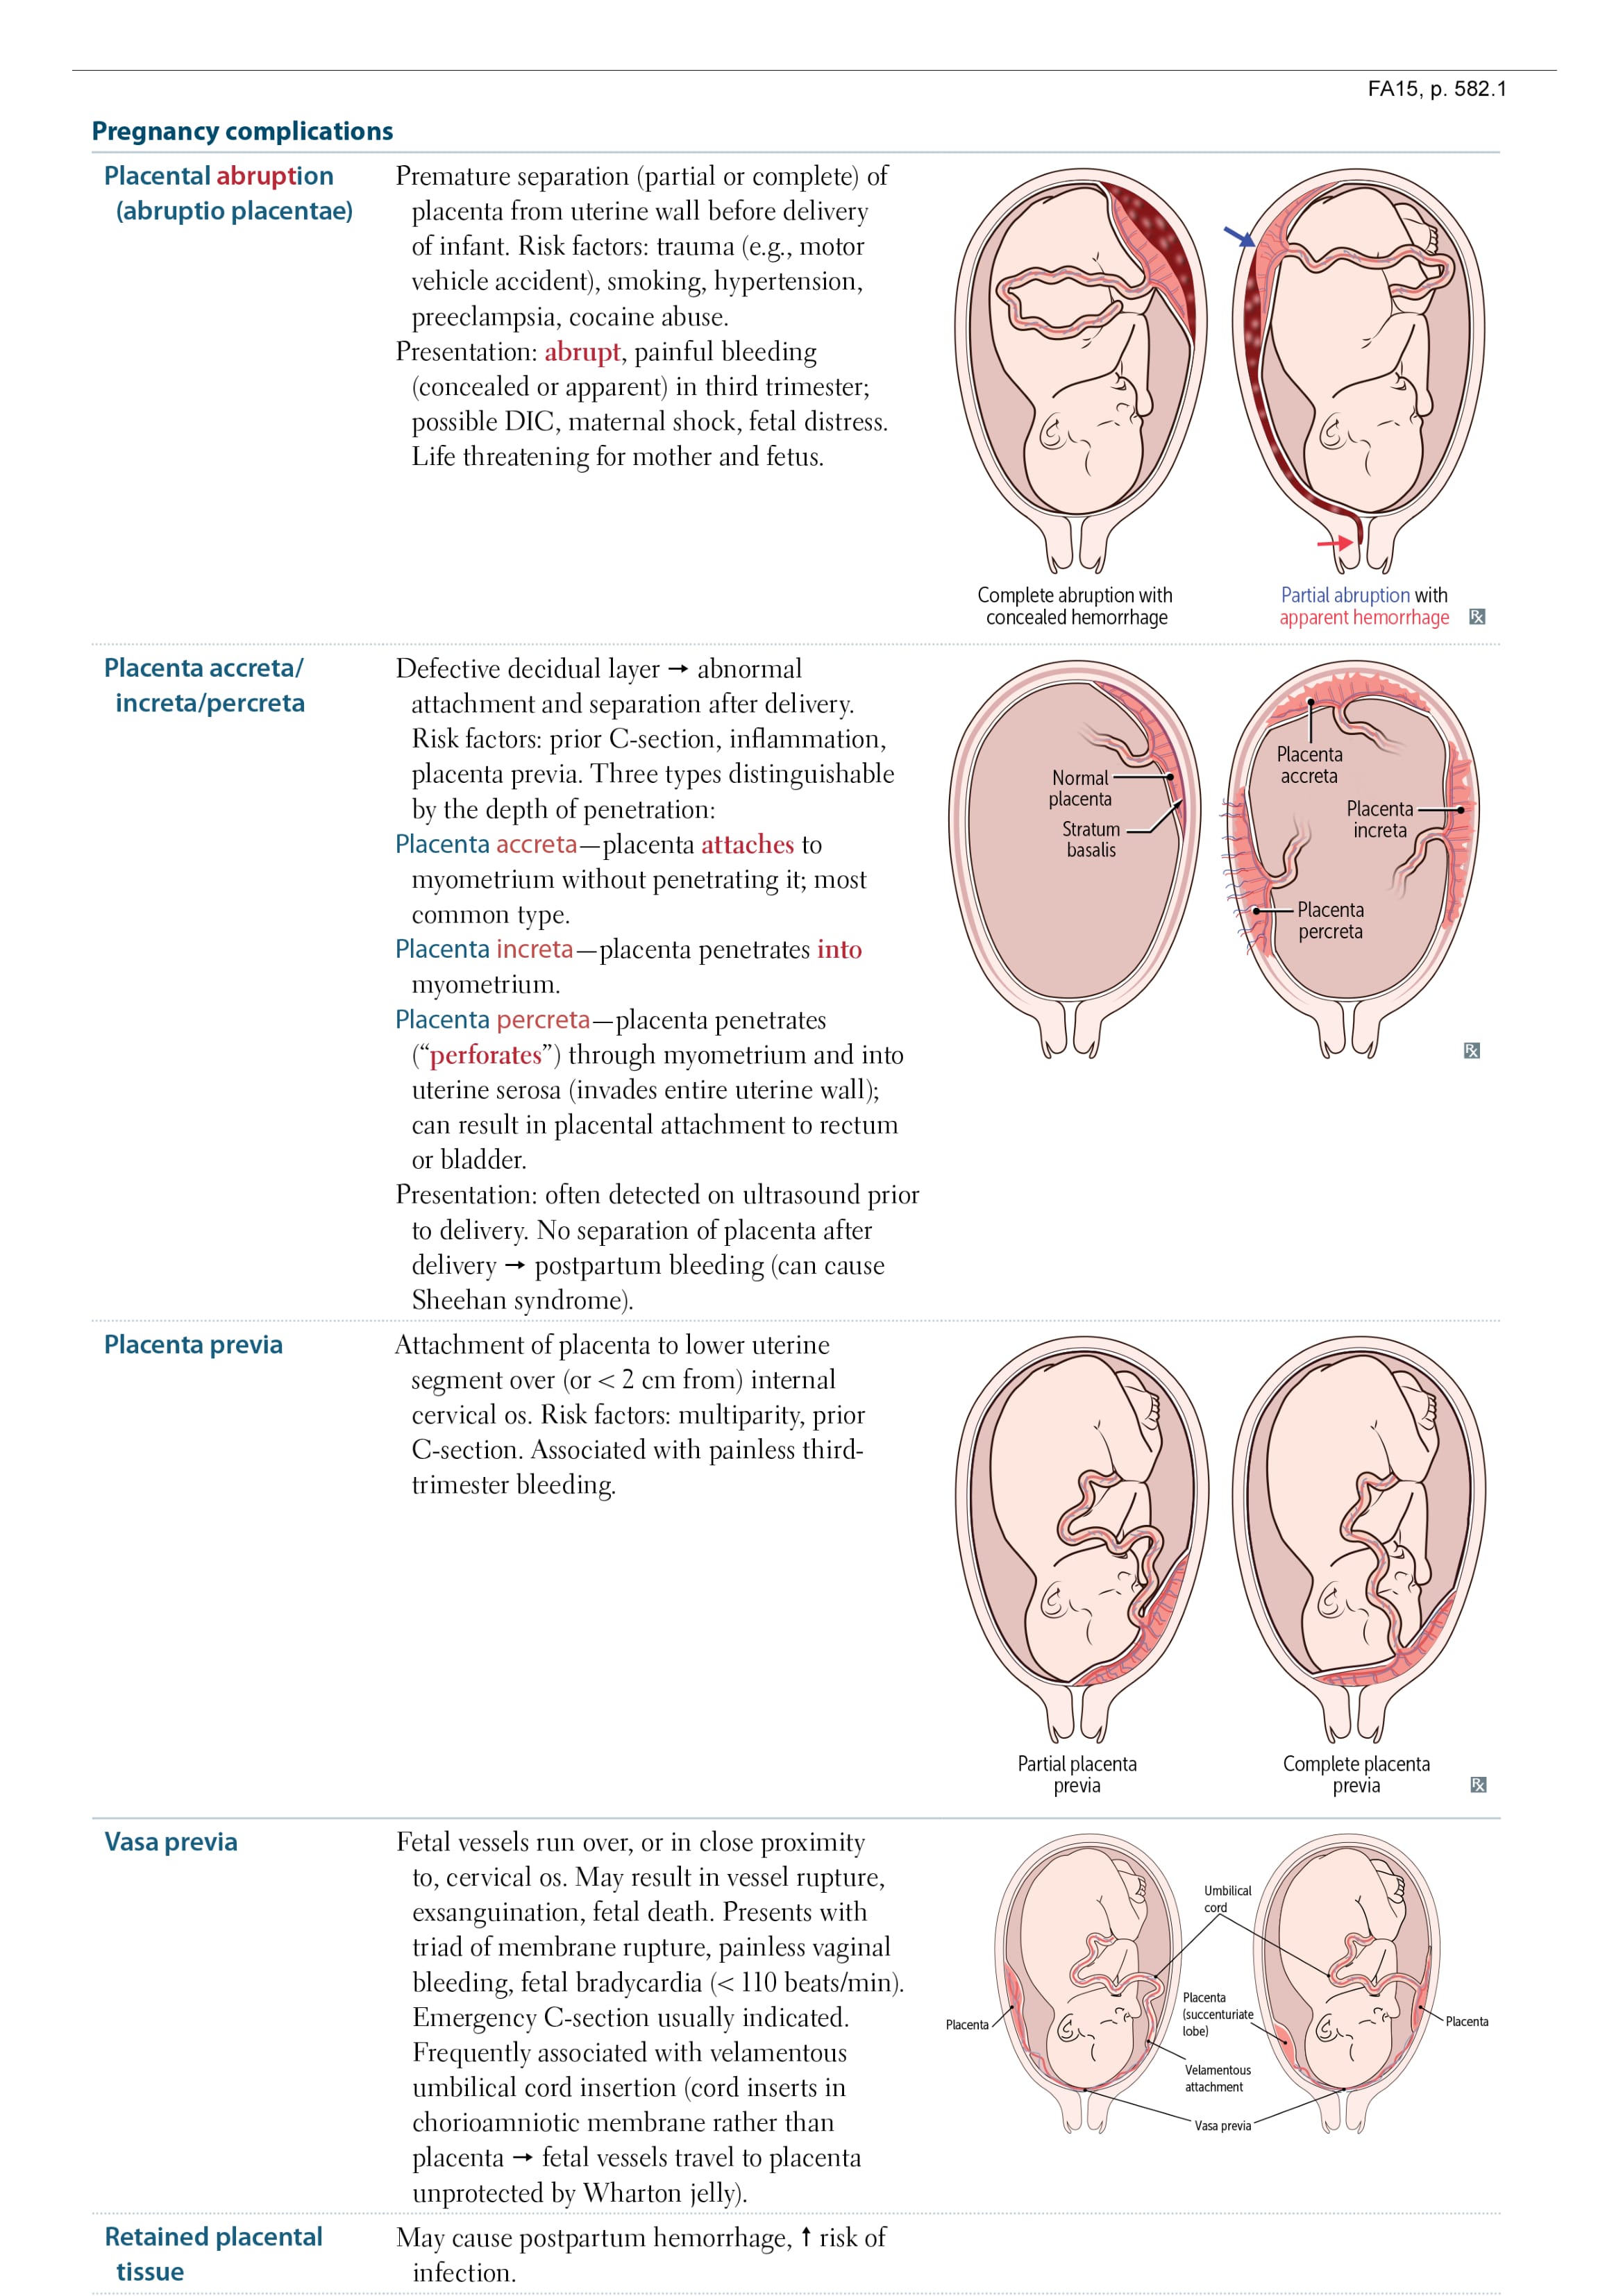 FA15, p. 582.1
Pregnancy complications
Placental abruption
(abruptio placentae)
Premature separation (partial or complete) of
placenta from uterine wall before delivery
of infant. Risk factors: trauma (e.g., motor
vehicle accident), smoking, hypertension,
preeclampsia, cocaine abuse.
Presentation: abrupt, painful bleeding
(concealed or apparent) in third trimester;
possible DIC, maternal shock, fetal distress.
Life threatening for mother and fetus.
Complete abruption with
concealed hemorrhage
Partial abruption with
apparent hemorrhage
Rx
Placenta accreta/
increta/percreta
Defective decidual layer → abnormal
attachment and separation after delivery.
Risk factors: prior C-section, inflammation,
placenta previa. Three types distinguishable
by the depth of penetration:
Placenta accreta—placenta attaches to
myometrium without penetrating it; most
common type.
Placenta increta—placenta penetrates into
myometrium.
Placenta percreta—placenta penetrates
(“perforates”) through myometrium and into
uterine serosa (invades entire uterine wall);
can result in placental attachment to rectum
or bladder.
Presentation: often detected on ultrasound prior
to delivery. No separation of placenta after
delivery → postpartum bleeding (can cause
Sheehan syndrome).
Normal
placenta
Stratum
basalis
Placenta
accreta
Placenta
increta
Placenta
percreta
Rx
Placenta previa
Attachment of placenta to lower uterine
segment over (or < 2 cm from) internal
cervical os. Risk factors: multiparity, prior
C-section. Associated with painless third-
trimester bleeding.
Partial placenta
previa
Complete placenta
previa
Rx
Vasa previa
Fetal vessels run over, or in close proximity
to, cervical os. May result in vessel rupture,
exsanguination, fetal death. Presents with
triad of membrane rupture, painless vaginal
bleeding, fetal bradycardia (< 110 beats/min).
Emergency C-section usually indicated.
Frequently associated with velamentous
umbilical cord insertion (cord inserts in
chorioamniotic membrane rather than
placenta → fetal vessels travel to placenta
unprotected by Wharton jelly).
Umbilical
cord
Placenta
Placenta
(succenturiate
lobe)
Placenta
Velamentous
attachment
Vasa previa
Retained placental
tissue
May cause postpartum hemorrhage, ↑ risk of
infection.